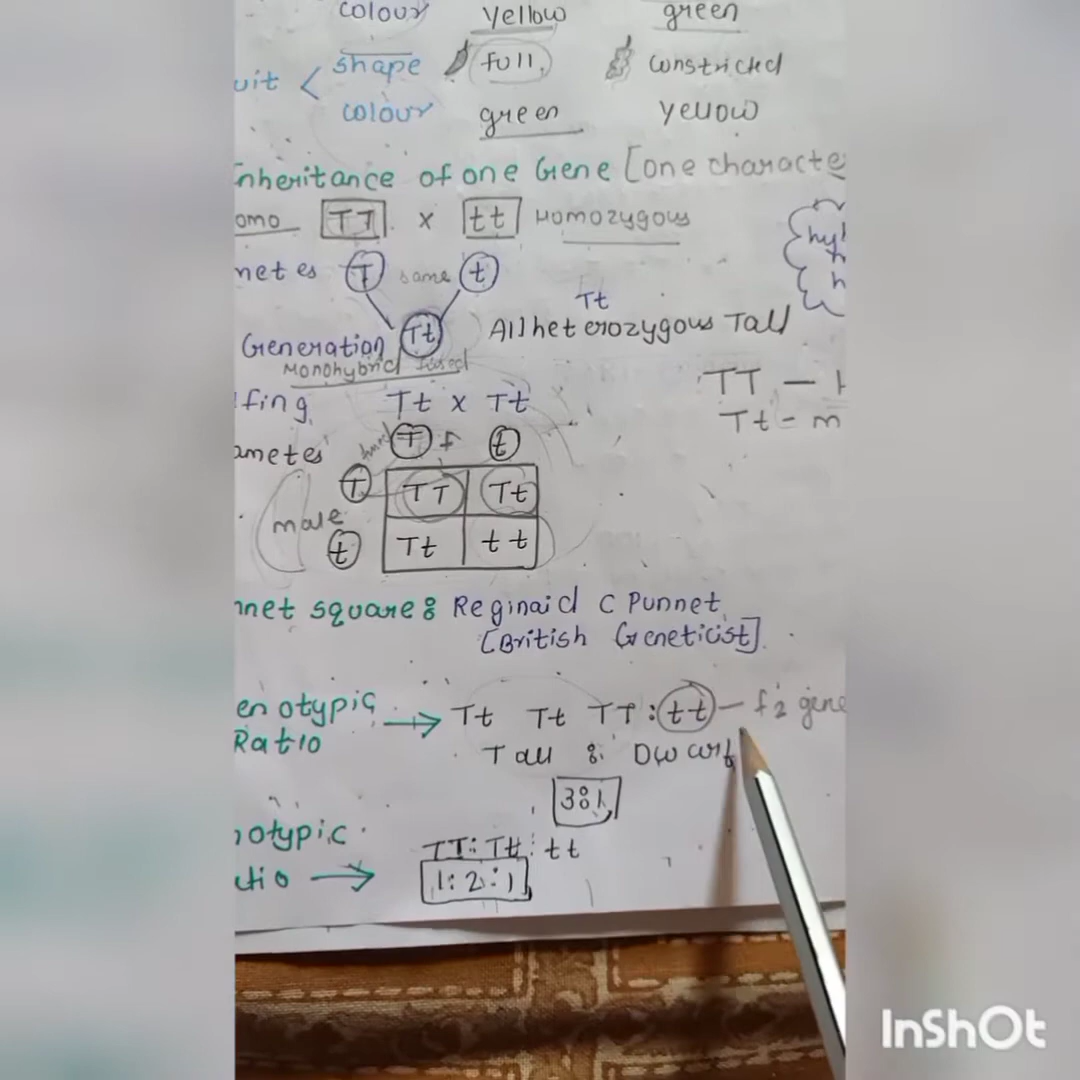 colour yellow green
uit < shape full, constricted
colour green yellow
Inheritance of one Gene [one characte
omo TT x tt Homozygous
hy
h
h
netes T same t
Tt
Generation Tt All heterozygous Tall
Monohybrid
TT -
fing Tt x Tt
Tt - m
ametes T f t
T TT Tt
male
t Tt tt
nnet square: Reginald C Punnet
[British Geneticist].
enotypic → Tt Tt TT : tt — f2 gene
Ratio
Tall : Dwarf
3:1
notypic TT : Tt : tt
tio → 1:2:1
InShOt